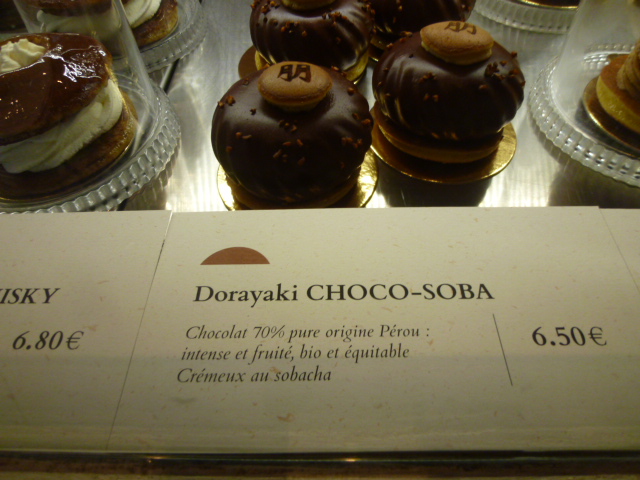 朋
Dorayaki CHOCO-SOBA
Chocolat 70% pure origine Pérou :
intense et fruité, bio et équitable
Crémeux au sobacha
6.50€
6.80€